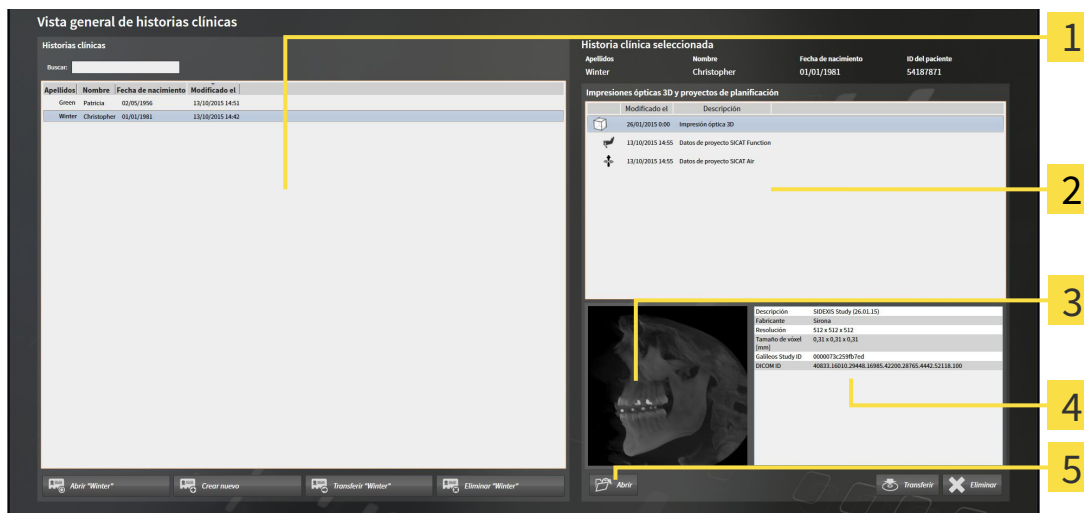 Vista general de historias clínicas
Historias clínicas
Buscar:
Apellidos Nombre Fecha de nacimiento Modificado el
Green Patricia 02/05/1956 13/10/2015 14:51
Winter Christopher 01/01/1981 13/10/2015 14:42
Abrir "Winter" Crear nuevo Transferir "Winter" Eliminar "Winter"
Historia clínica seleccionada
Apellidos Nombre Fecha de nacimiento ID del paciente
Winter Christopher 01/01/1981 54187871
Impresiones ópticas 3D y proyectos de planificación
Modificado el Descripción
26/01/2015 0:00 Impresión óptica 3D
13/10/2015 14:55 Datos de proyecto SICAT Function
13/10/2015 14:55 Datos de proyecto SICAT Air
Descripción SIDEXIS Study (26.01.15)
Fabricante Sirona
Resolución 512 x 512 x 512
Tamaño de vóxel 0,31 x 0,31 x 0,31
[mm]
Galileos Study ID 0000073c259fb7ed
DICOM ID 40833.16010.29448.16985.42200.28765.4442.52118.100
Abrir Transferir Eliminar
1
2
3
4
5